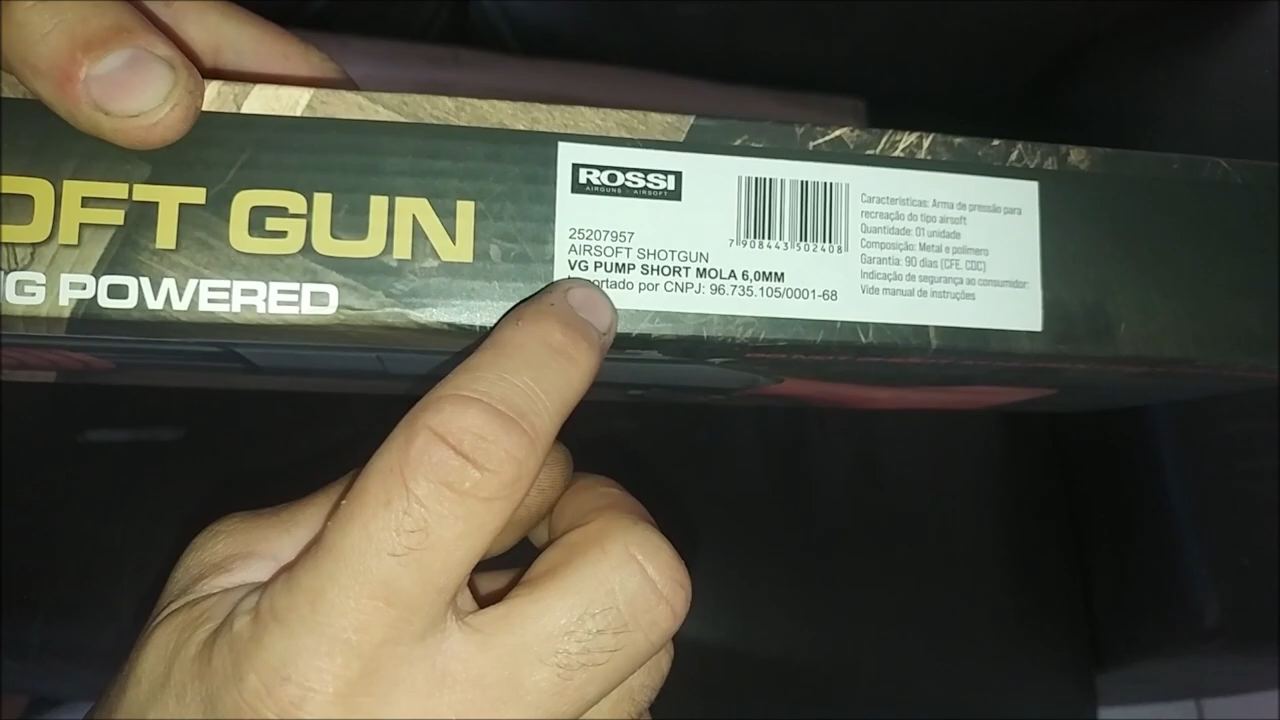 OFT GUN
G POWERED
ROSSI
AIRGUNS AIRSOFT
25207957
AIRSOFT SHOTGUN
VG PUMP SHORT MOLA 6,0MM
ortado por CNPJ: 96.735.105/0001-68
7 908443 502408
Características: Arma de pressão para
recreação do tipo airsoft
Quantidade: 01 unidade
Composição: Metal e polímero
Garantia: 90 dias (CFE. CDC)
Indicação de segurança ao consumidor:
Vide manual de instruções